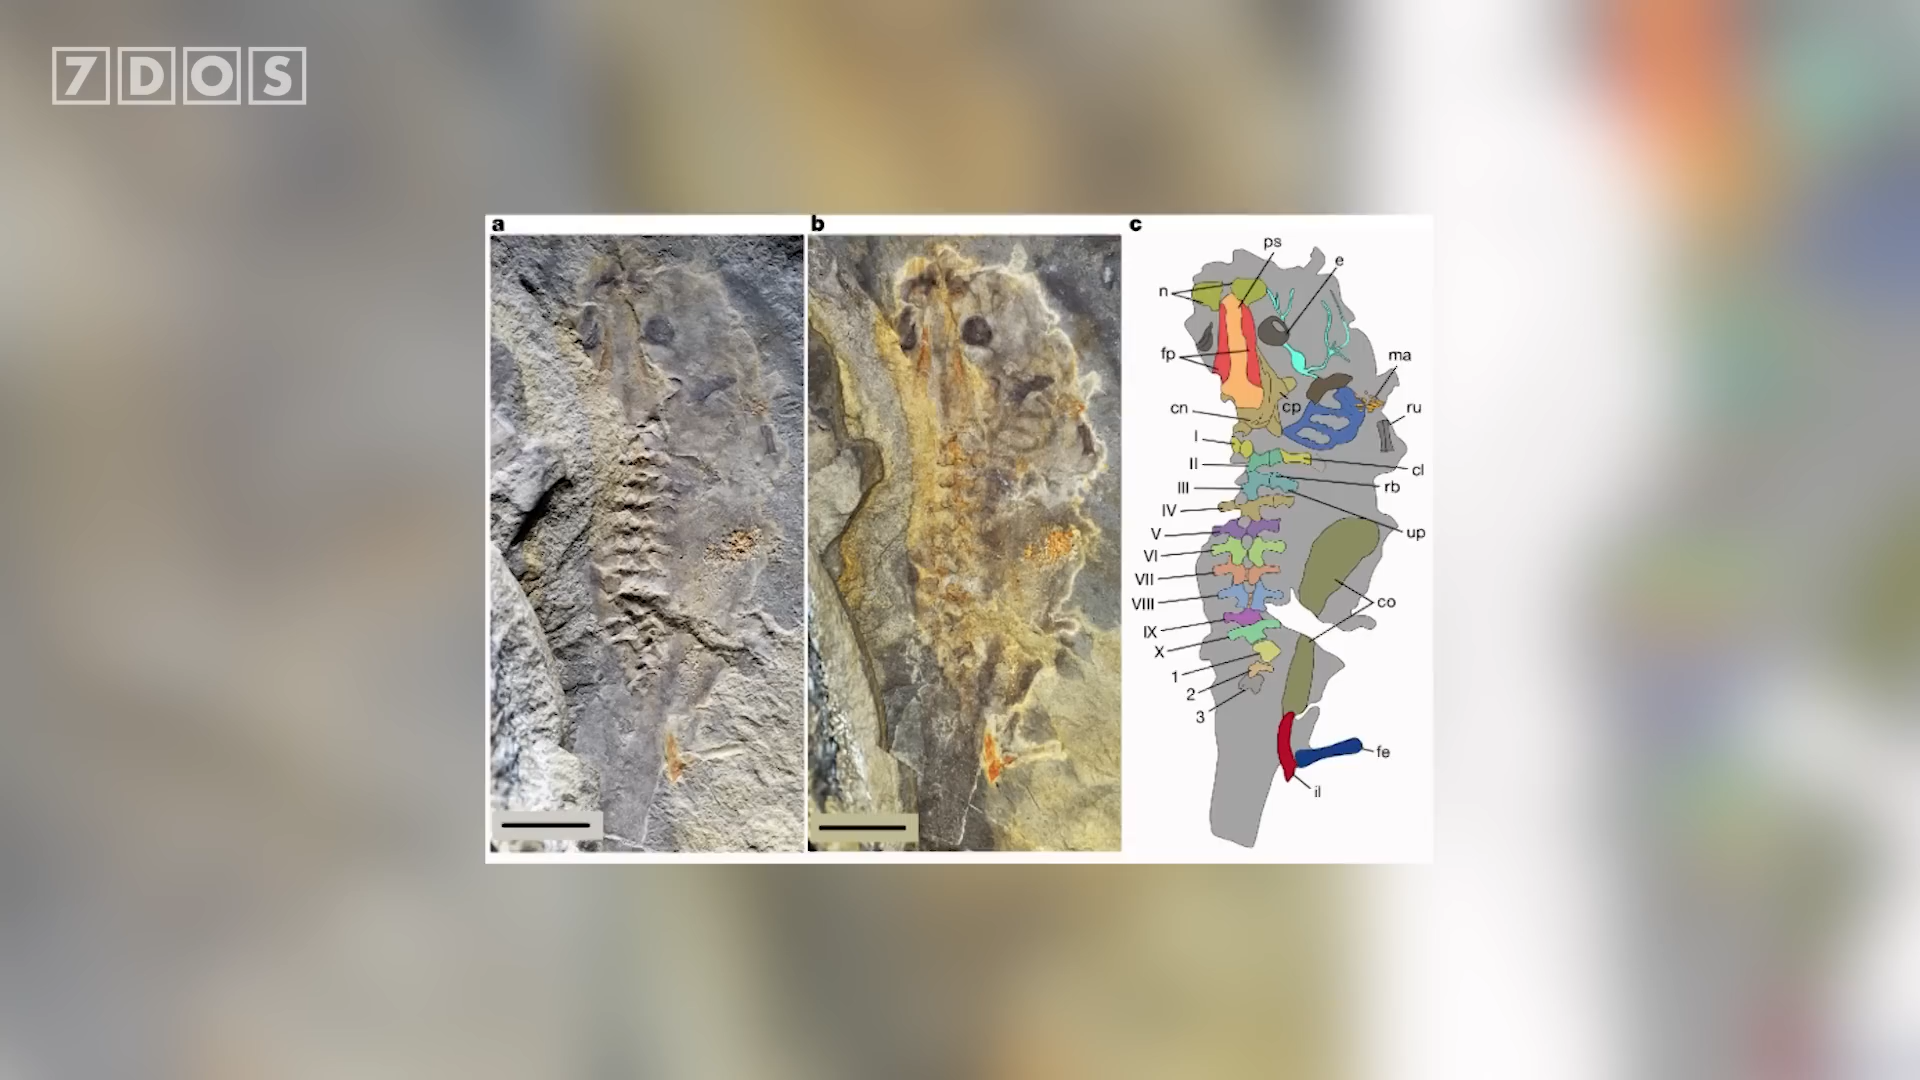 7DOS
a
b
c
ps
e
n
fp
ma
cn
cp
ru
I
II
cl
III
rb
IV
V
up
VI
VII
VIII
co
IX
X
1
2
3
fe
il